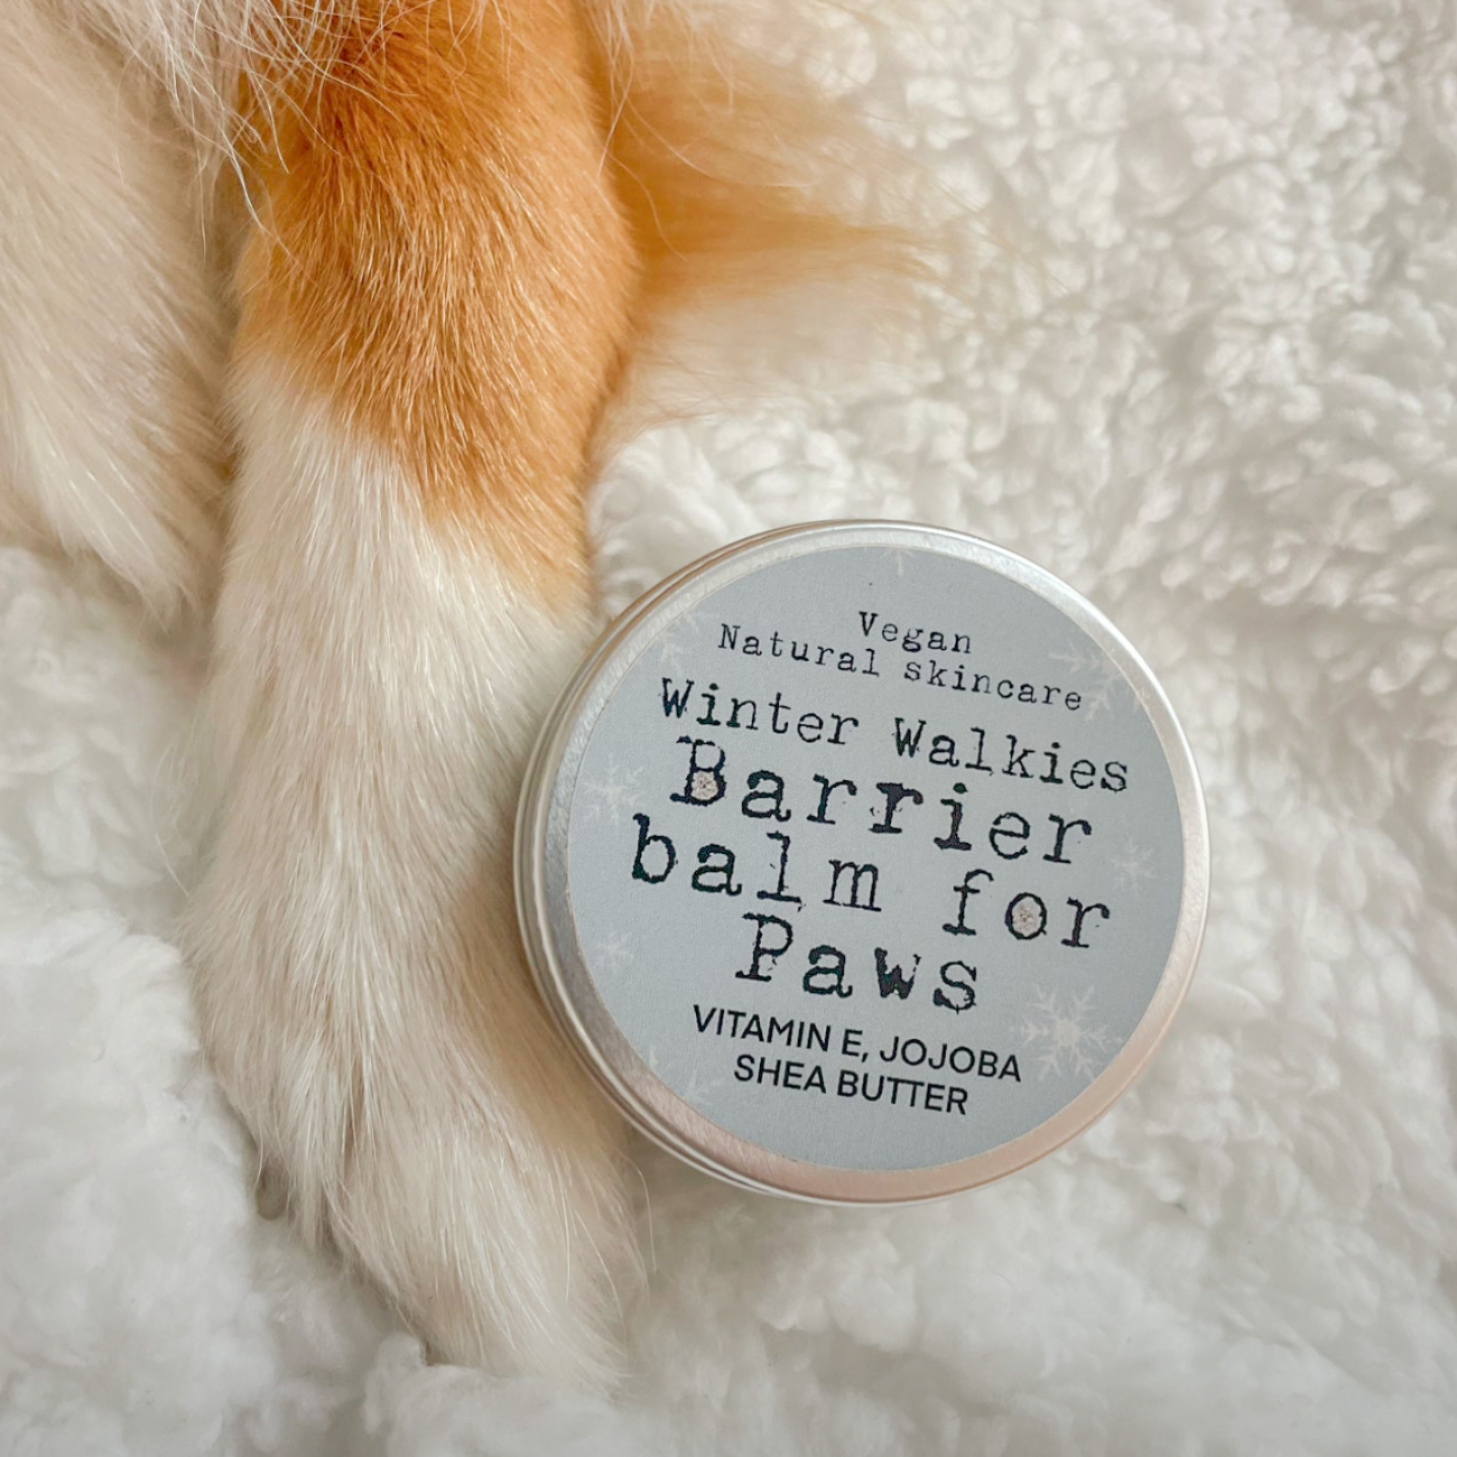 Vegan
Natural skincare
Winter Walkies
Barrier
balm for
Paws
VITAMIN E, JOJOBA
SHEA BUTTER